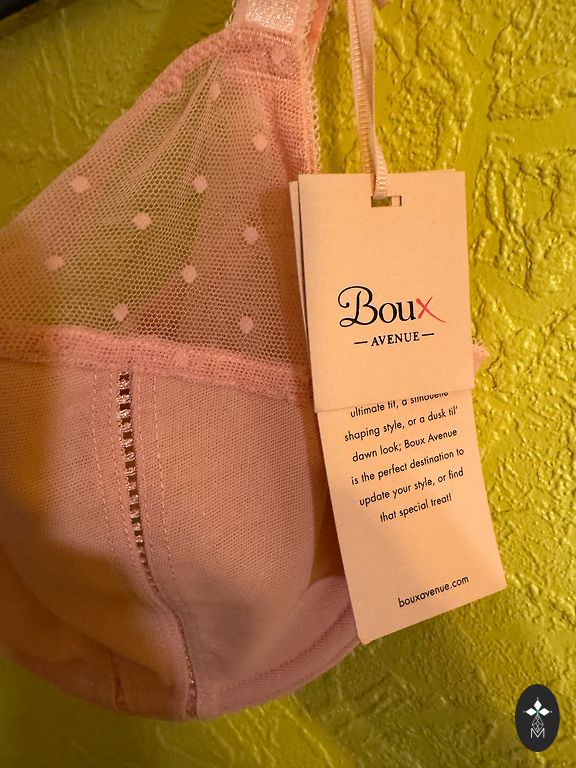 Boux
AVENUE
ultimate fit, a silhouette
shaping style, or a dusk til'
dawn look; Boux Avenue
is the perfect destination to
update your style, or find
that special treat!
bouxavenue.com
M